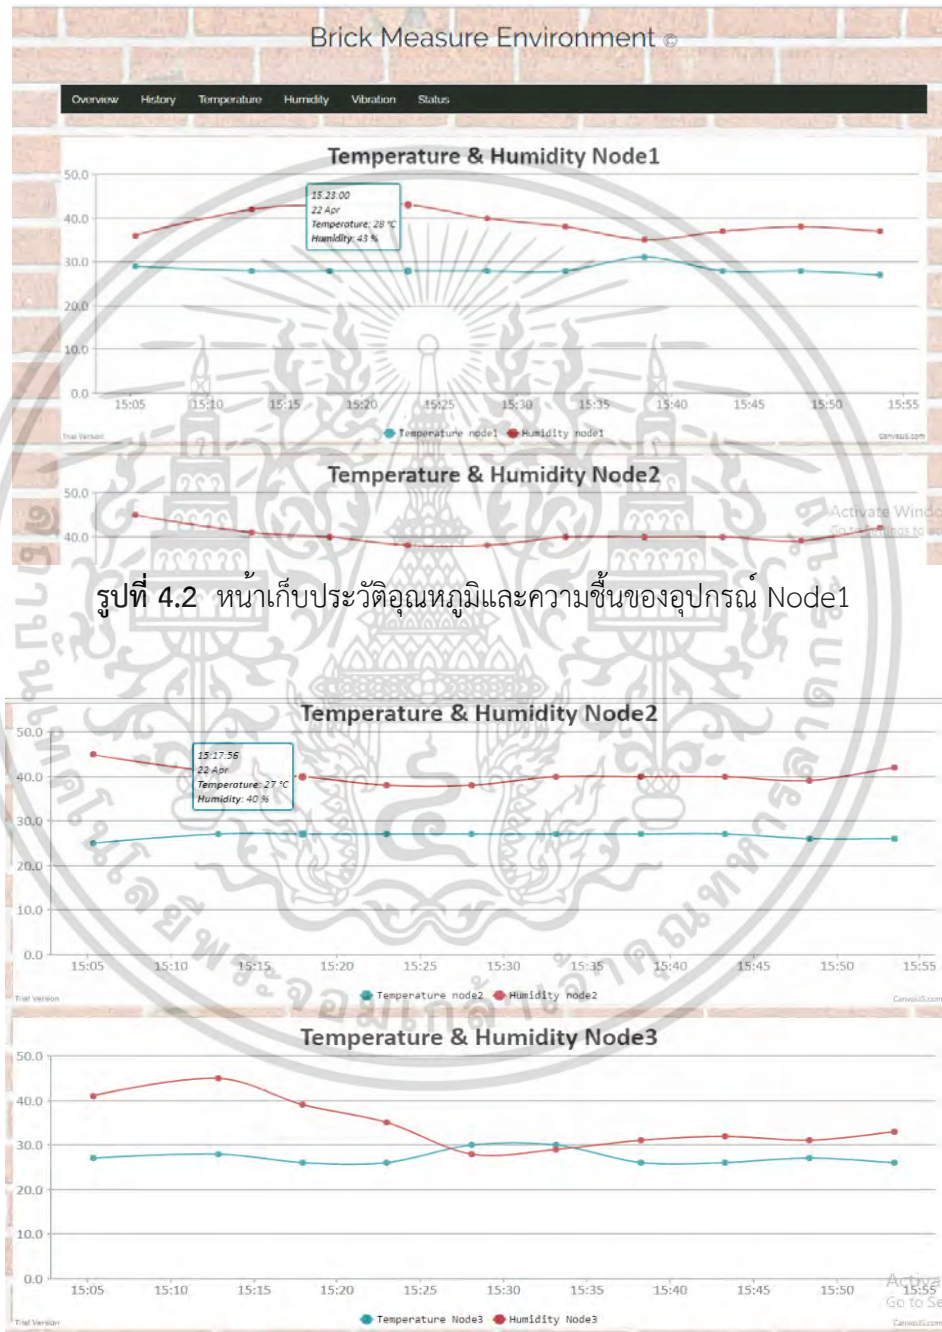 Brick Measure Environment ©
Overview History Temperature Humidity Vibration Status
Temperature & Humidity Node1
50.0
40.0
30.0
20.0
10.0
0.0
15:23:00
22 Apr
Temperature: 28 °C
Humidity: 43 %
15:05 15:10 15:15 15:20 15:25 15:30 15:35 15:40 15:45 15:50 15:55
Temperature node1 Humidity node1
Trial Version
CanvasJS.com
Temperature & Humidity Node2
50.0
40.0
Activate Windo
รูปที่ 4.2 หน้าเก็บประวัติอุณหภูมิและความชื้นของอุปกรณ์ Node1
Temperature & Humidity Node2
50.0
40.0
30.0
20.0
10.0
0.0
15:17:56
22 Apr
Temperature: 27 °C
Humidity: 40 %
15:05 15:10 15:15 15:20 15:25 15:30 15:35 15:40 15:45 15:50 15:55
Temperature node2 Humidity node2
Trial Version
CanvasJS.com
Temperature & Humidity Node3
50.0
40.0
30.0
20.0
10.0
0.0
15:05 15:10 15:15 15:20 15:25 15:30 15:35 15:40 15:45 15:50 15:55
Activa
Go to Se
Temperature Node3 Humidity Node3
Trial Version
CanvasJS.com